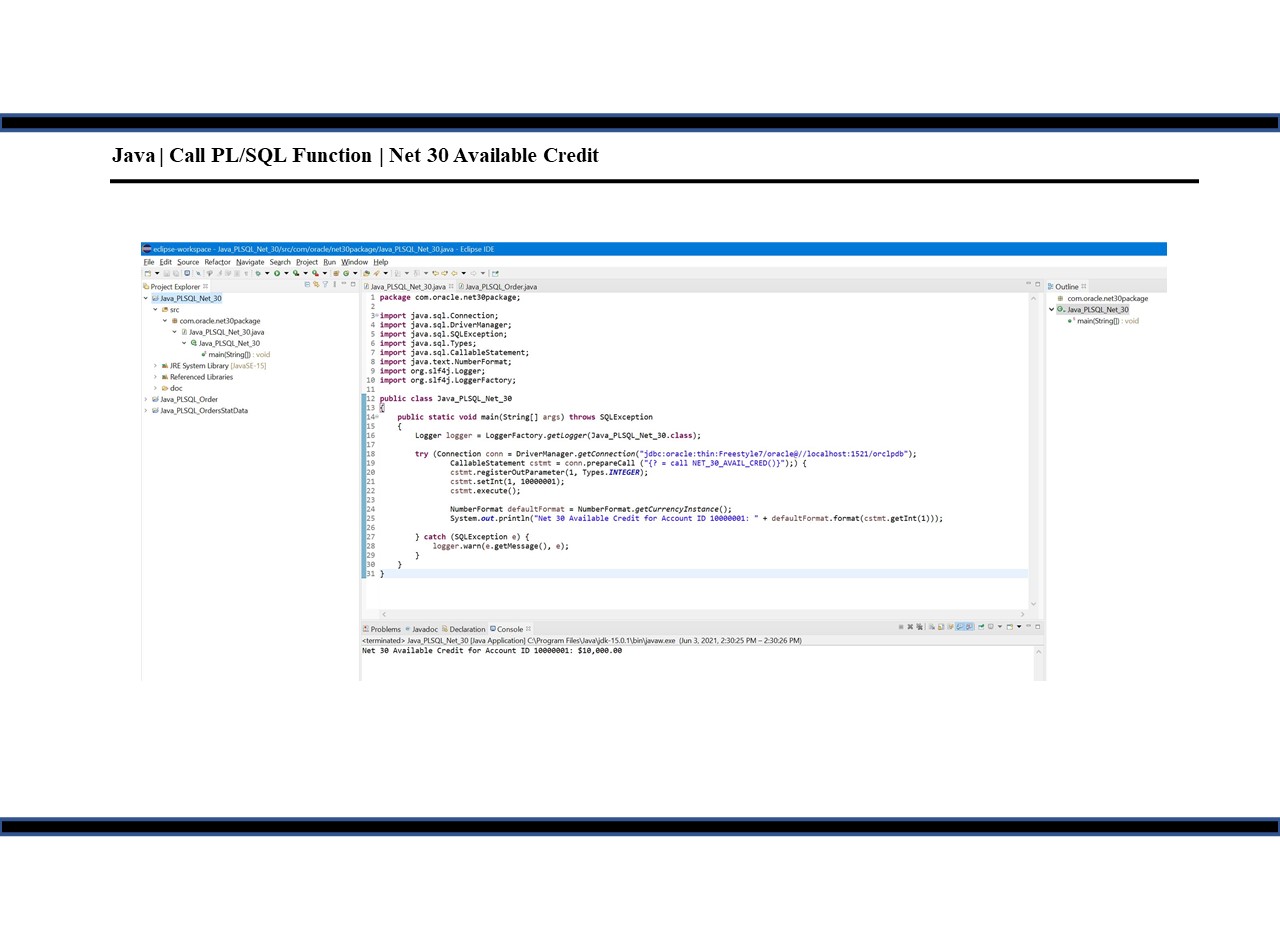 Java | Call PL/SQL Function | Net 30 Available Credit
eclipse-workspace - Java_PLSQL_Net_30/src/com/oracle/net30package/Java_PLSQL_Net_30.java - Eclipse IDE
File Edit Source Refactor Navigate Search Project Run Window Help
Project Explorer
Java_PLSQL_Net_30
src
com.oracle.net30package
Java_PLSQL_Net_30.java
Java_PLSQL_Net_30
main(String[]) : void
JRE System Library [JavaSE-15]
Referenced Libraries
doc
Java_PLSQL_Order
Java_PLSQL_OrdersStatData
Java_PLSQL_Net_30.java Java_PLSQL_Order.java
1 package com.oracle.net30package;
2
3 import java.sql.Connection;
4 import java.sql.DriverManager;
5 import java.sql.SQLException;
6 import java.sql.Types;
7 import java.sql.CallableStatement;
8 import java.text.NumberFormat;
9 import org.slf4j.Logger;
10 import org.slf4j.LoggerFactory;
11
12 public class Java_PLSQL_Net_30
13 {
14 public static void main(String[] args) throws SQLException
15 {
16 Logger logger = LoggerFactory.getLogger(Java_PLSQL_Net_30.class);
17
18 try (Connection conn = DriverManager.getConnection("jdbc:oracle:thin:Freestyle7/oracle@//localhost:1521/orclpdb");
19 CallableStatement cstmt = conn.prepareCall ("{? = call NET_30_AVAIL_CRED()}");) {
20 cstmt.registerOutParameter(1, Types.INTEGER);
21 cstmt.setInt(1, 10000001);
22 cstmt.execute();
23
24 NumberFormat defaultFormat = NumberFormat.getCurrencyInstance();
25 System.out.println("Net 30 Available Credit for Account ID 10000001: " + defaultFormat.format(cstmt.getInt(1)));
26
27 } catch (SQLException e) {
28 logger.warn(e.getMessage(), e);
29 }
30 }
31 }
Outline
com.oracle.net30package
Java_PLSQL_Net_30
main(String[]) : void
Problems Javadoc Declaration Console
<terminated> Java_PLSQL_Net_30 [Java Application] C:\Program Files\Java\jdk-15.0.1\bin\javaw.exe (Jun 3, 2021, 2:30:25 PM – 2:30:26 PM)
Net 30 Available Credit for Account ID 10000001: $10,000.00